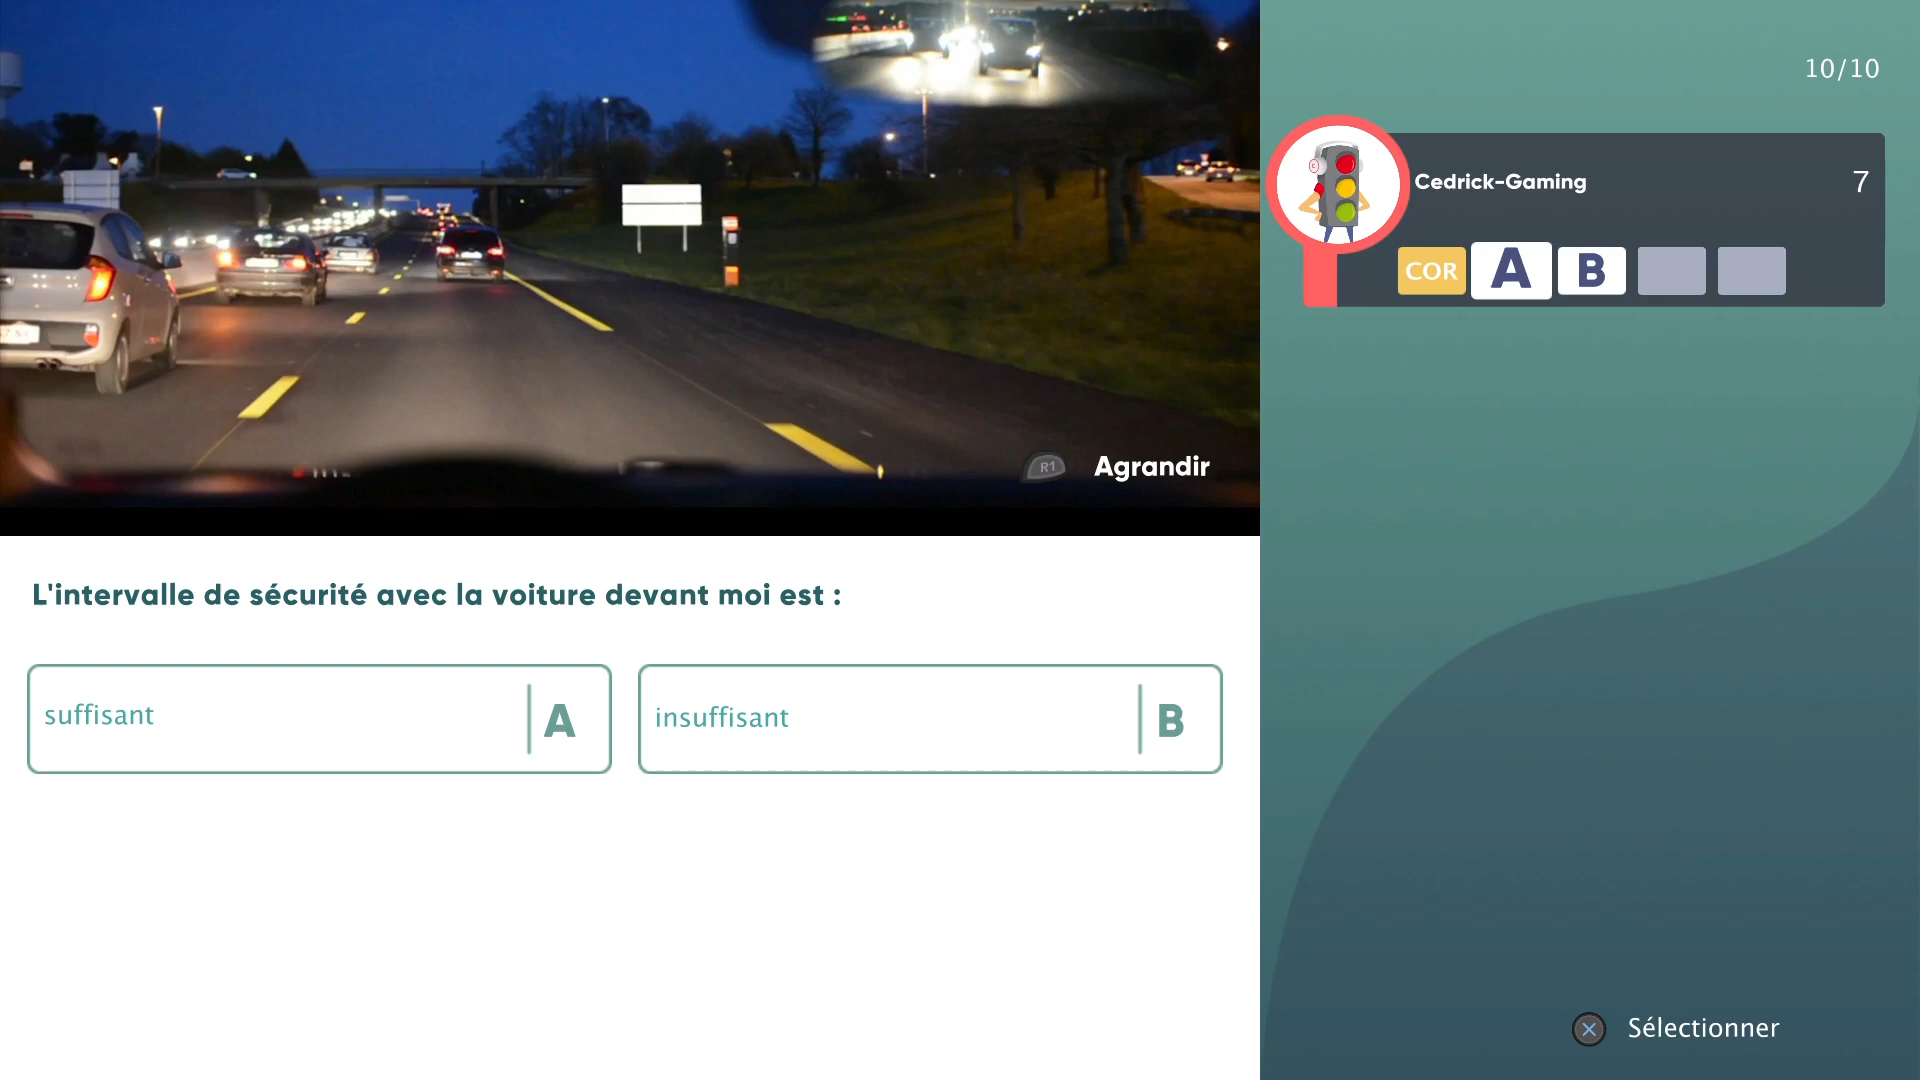 10/10
Cedrick-Gaming
7
COR
A
B
R1
Agrandir
L'intervalle de sécurité avec la voiture devant moi est :
suffisant
A
insuffisant
B
Sélectionner